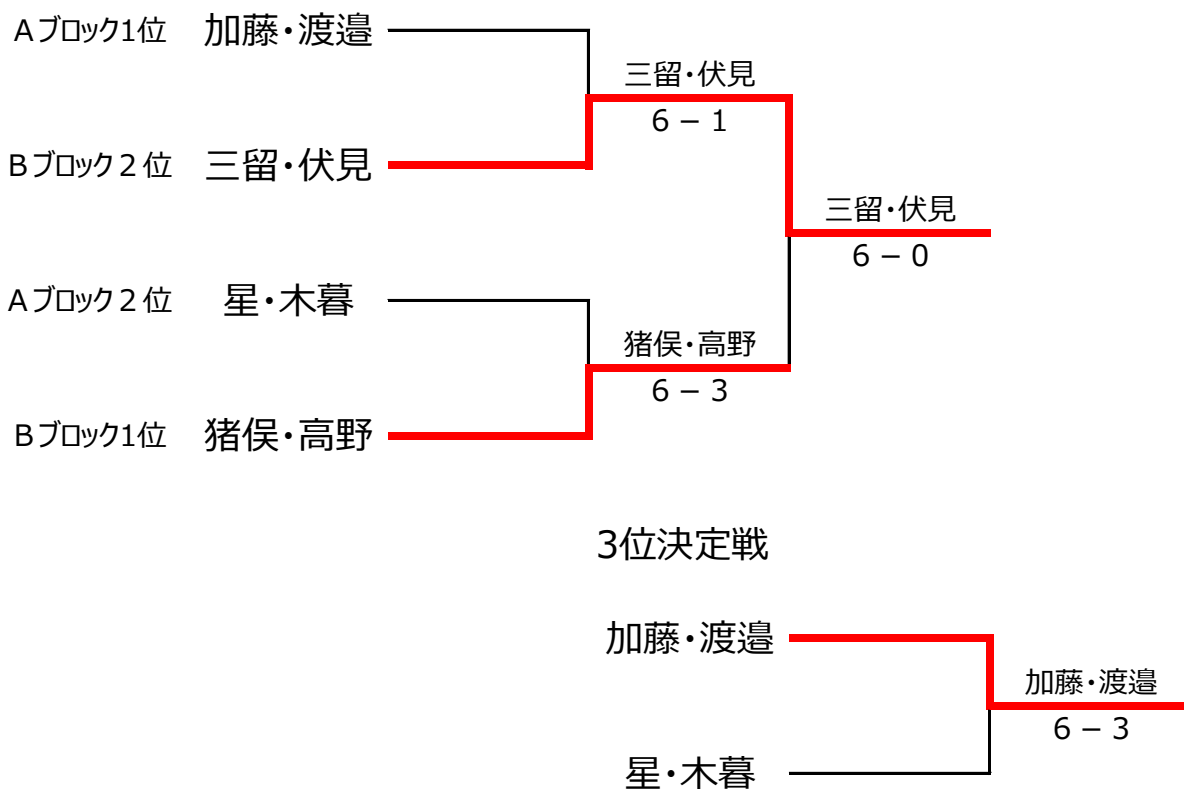 Aブロック1位 加藤・渡邉
三留・伏見
6 – 1
Bブロック２位 三留・伏見
三留・伏見
6 – 0
Aブロック２位 星・木暮
猪俣・高野
6 – 3
Bブロック1位 猪俣・高野
3位決定戦
加藤・渡邉
加藤・渡邉
6 – 3
星・木暮